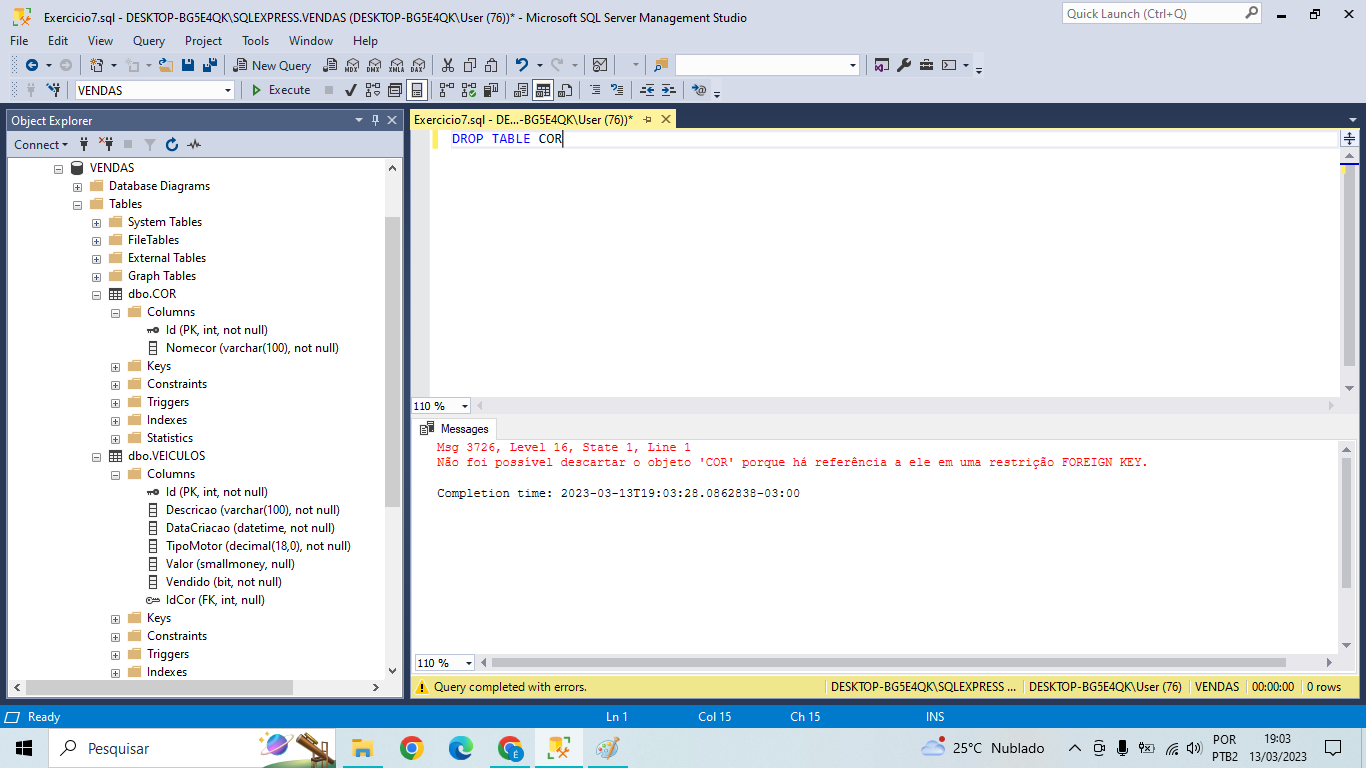 Exercicio7.sql - DESKTOP-BG5E4QK\SQLEXPRESS.VENDAS (DESKTOP-BG5E4QK\User (76))* - Microsoft SQL Server Management Studio
Quick Launch (Ctrl+Q)
File Edit View Query Project Tools Window Help
New Query MDX DMX XMLA DAX
VENDAS Execute
Object Explorer
Exercicio7.sql - DE...-BG5E4QK\User (76))*
Connect
VENDAS
Database Diagrams
Tables
System Tables
FileTables
External Tables
Graph Tables
dbo.COR
Columns
Id (PK, int, not null)
Nomecor (varchar(100), not null)
Keys
Constraints
Triggers
Indexes
Statistics
dbo.VEICULOS
Columns
Id (PK, int, not null)
Descricao (varchar(100), not null)
DataCriacao (datetime, not null)
TipoMotor (decimal(18,0), not null)
Valor (smallmoney, null)
Vendido (bit, not null)
IdCor (FK, int, null)
Keys
Constraints
Triggers
Indexes
DROP TABLE COR
110 %
Messages
Msg 3726, Level 16, State 1, Line 1
Não foi possível descartar o objeto 'COR' porque há referência a ele em uma restrição FOREIGN KEY.
Completion time: 2023-03-13T19:03:28.0862838-03:00
110 %
Query completed with errors. DESKTOP-BG5E4QK\SQLEXPRESS ... DESKTOP-BG5E4QK\User (76) VENDAS 00:00:00 0 rows
Ready Ln 1 Col 15 Ch 15 INS
Pesquisar
25°C Nublado
POR
PTB2
19:03
13/03/2023